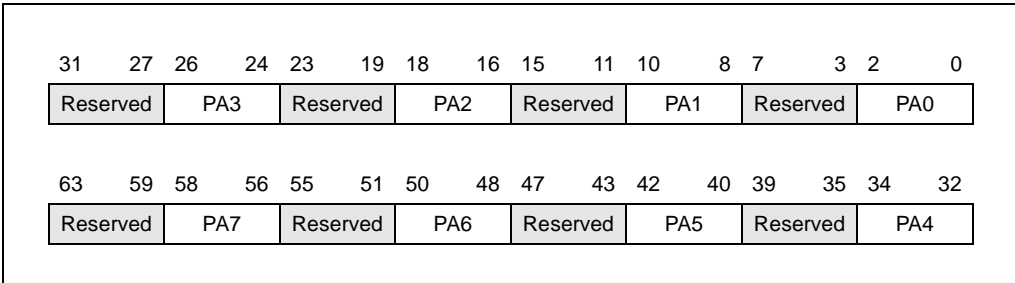 31 27 26 24 23 19 18 16 15 11 10 8 7 3 2 0
Reserved PA3 Reserved PA2 Reserved PA1 Reserved PA0
63 59 58 56 55 51 50 48 47 43 42 40 39 35 34 32
Reserved PA7 Reserved PA6 Reserved PA5 Reserved PA4